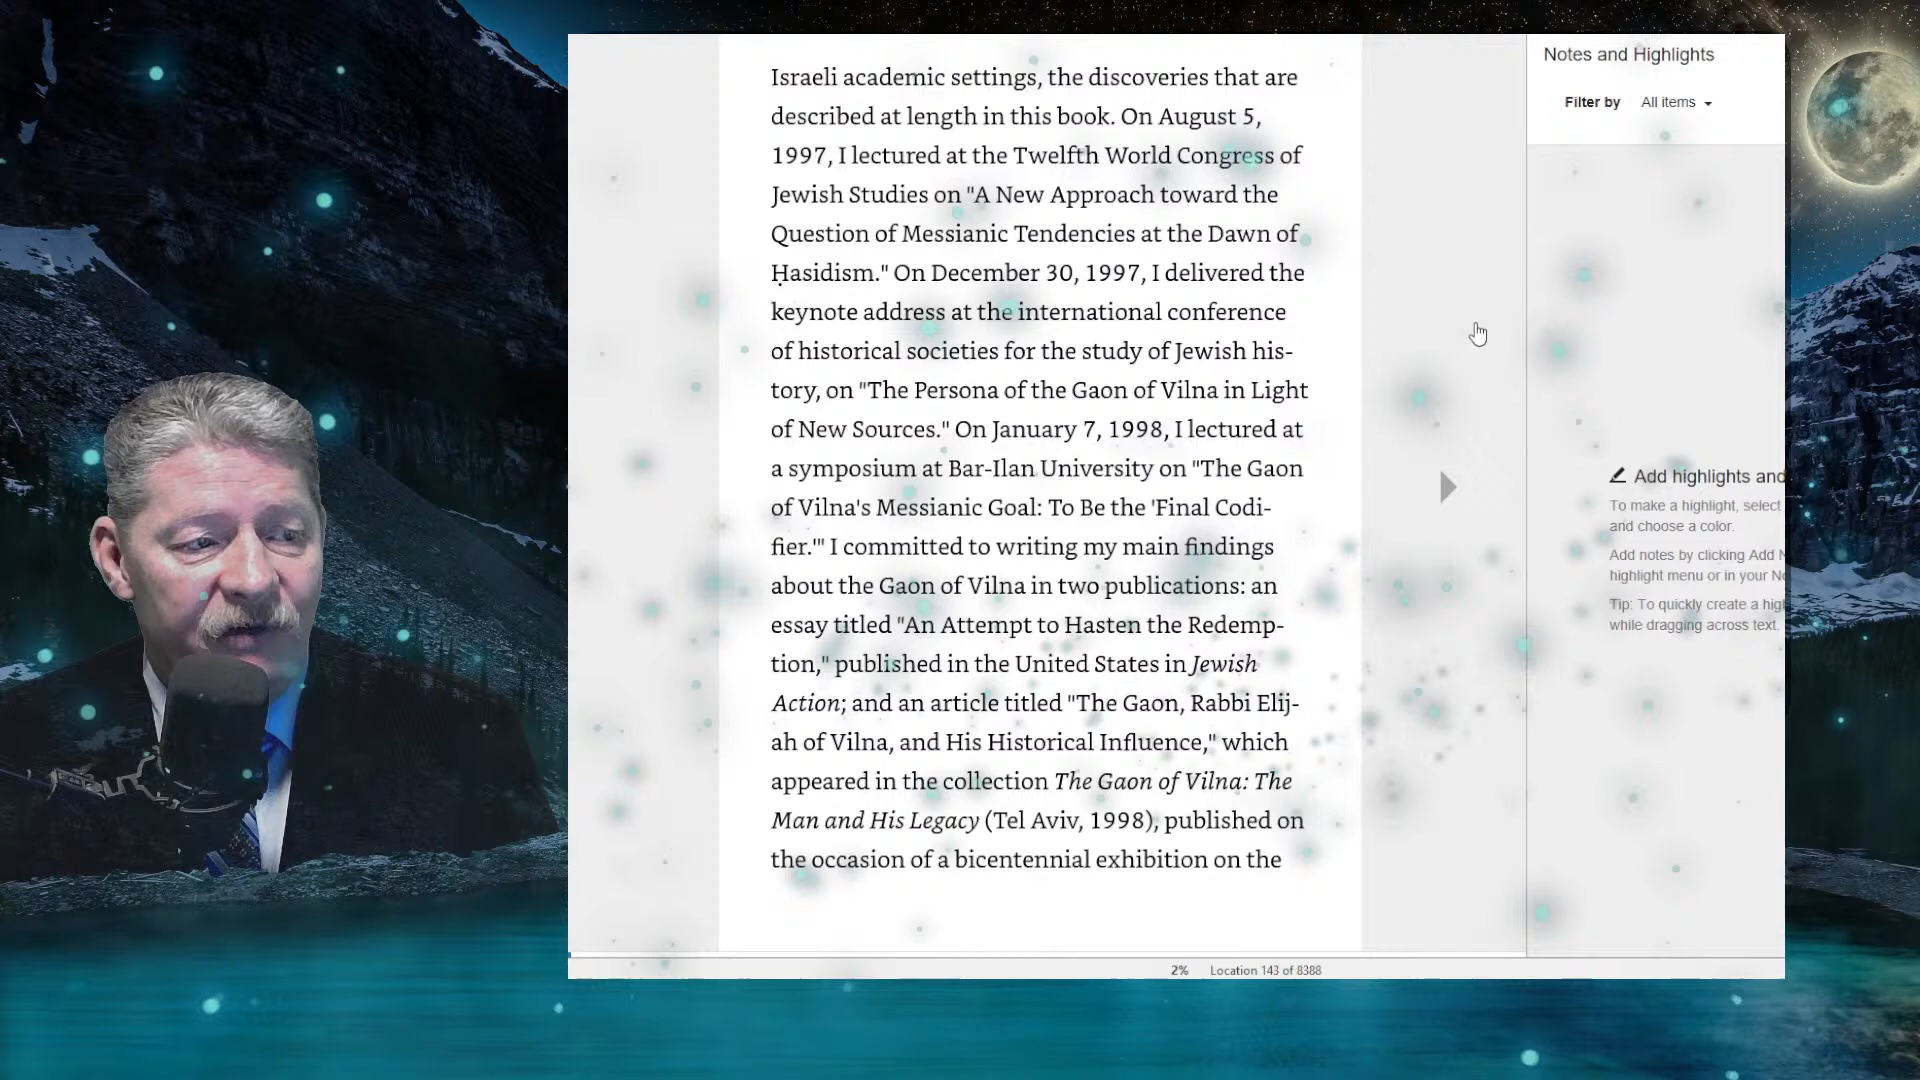 Israeli academic settings, the discoveries that are
described at length in this book. On August 5,
1997, I lectured at the Twelfth World Congress of
Jewish Studies on "A New Approach toward the
Question of Messianic Tendencies at the Dawn of
Ḥasidism." On December 30, 1997, I delivered the
keynote address at the international conference
of historical societies for the study of Jewish his-
tory, on "The Persona of the Gaon of Vilna in Light
of New Sources." On January 7, 1998, I lectured at
a symposium at Bar-Ilan University on "The Gaon
of Vilna's Messianic Goal: To Be the 'Final Codi-
fier.'" I committed to writing my main findings
about the Gaon of Vilna in two publications: an
essay titled "An Attempt to Hasten the Redemp-
tion," published in the United States in Jewish
Action; and an article titled "The Gaon, Rabbi Elij-
ah of Vilna, and His Historical Influence," which
appeared in the collection The Gaon of Vilna: The
Man and His Legacy (Tel Aviv, 1998), published on
the occasion of a bicentennial exhibition on the
2% Location 143 of 8388
Notes and Highlights
Filter by All items
Add highlights and
To make a highlight, select
and choose a color.
Add notes by clicking Add
highlight menu or in your
Tip: To quickly create a
while dragging across text.